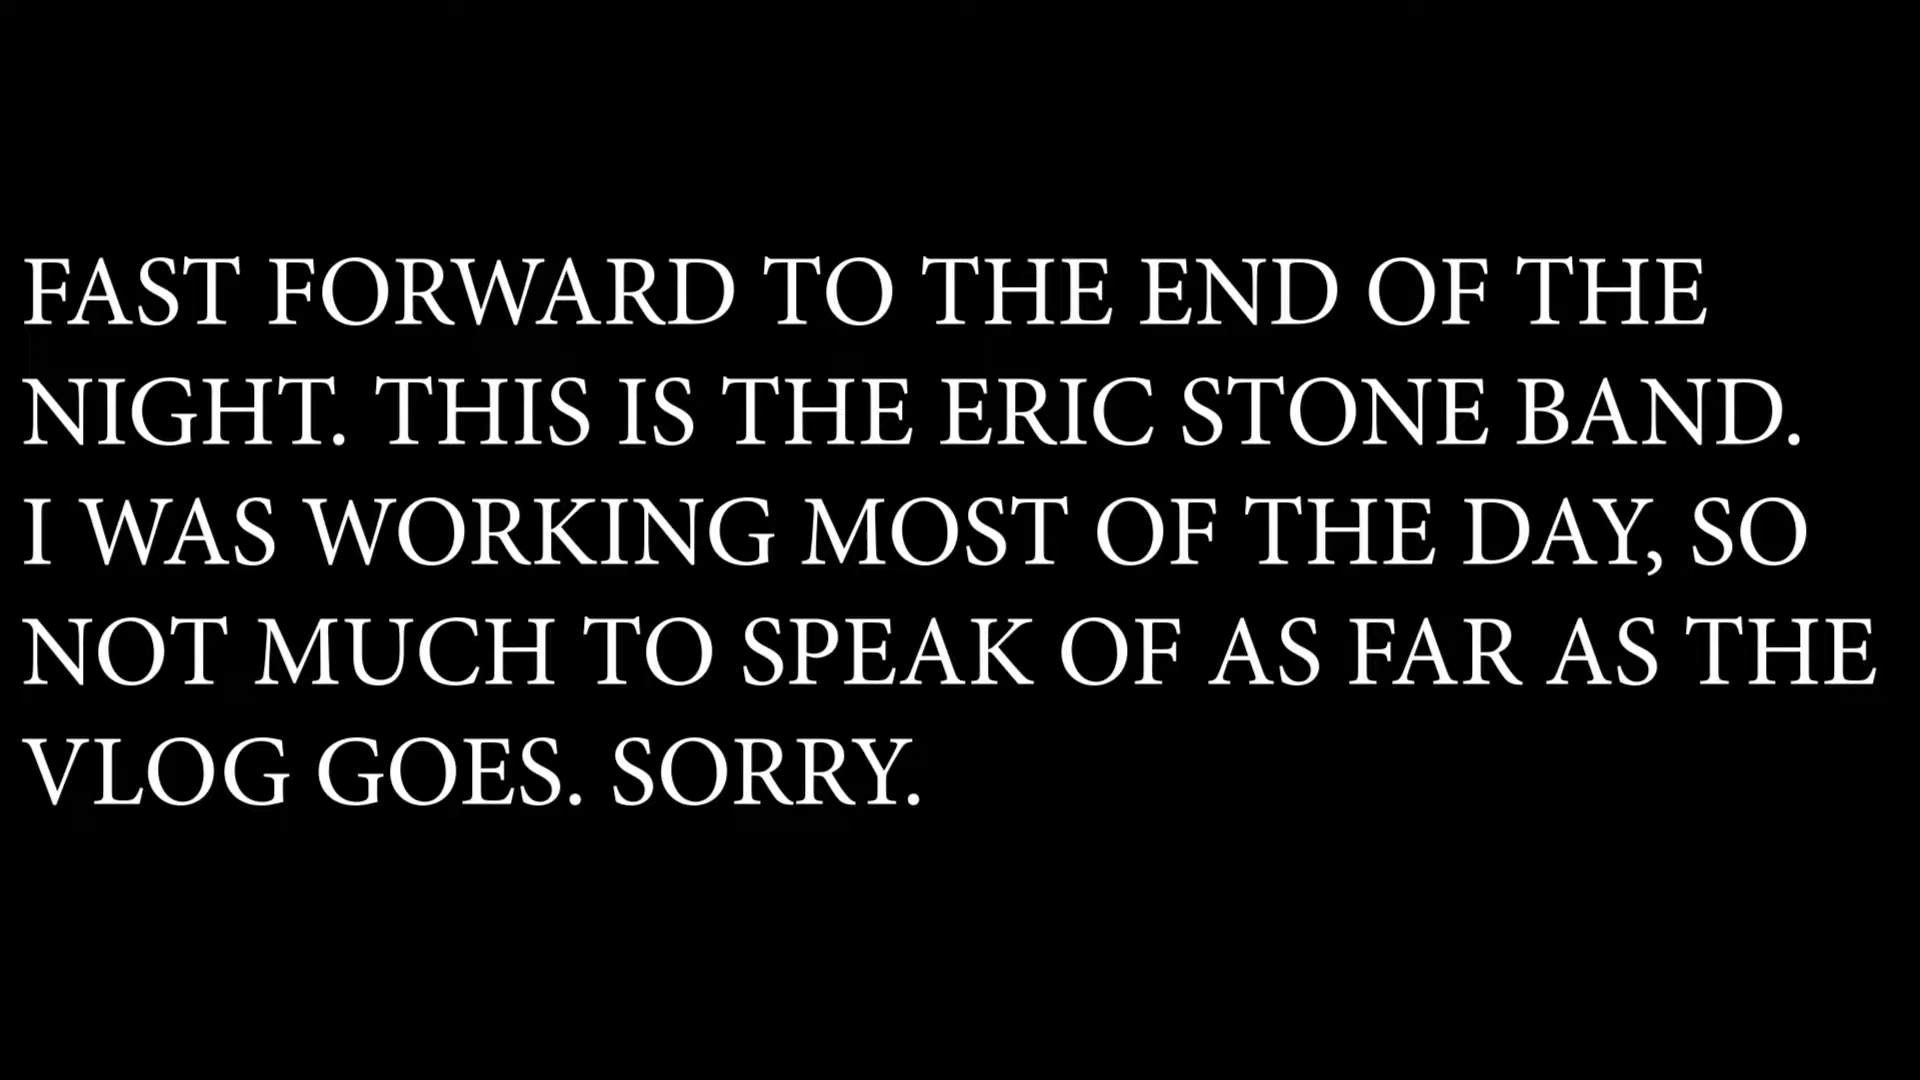 FAST FORWARD TO THE END OF THE
NIGHT. THIS IS THE ERIC STONE BAND.
I WAS WORKING MOST OF THE DAY, SO
NOT MUCH TO SPEAK OF AS FAR AS THE
VLOG GOES. SORRY.